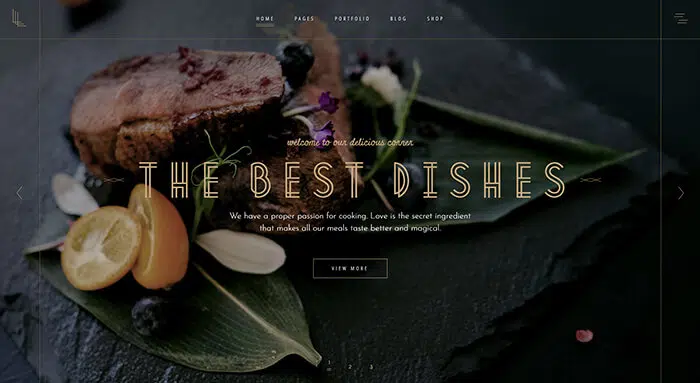 HOME PAGES PORTFOLIO BLOG SHOP
welcome to our delicious corner
THE BEST DISHES
We have a proper passion for cooking. Love is the secret ingredient
that makes all our meals taste better and magical.
VIEW MORE
1 2 3